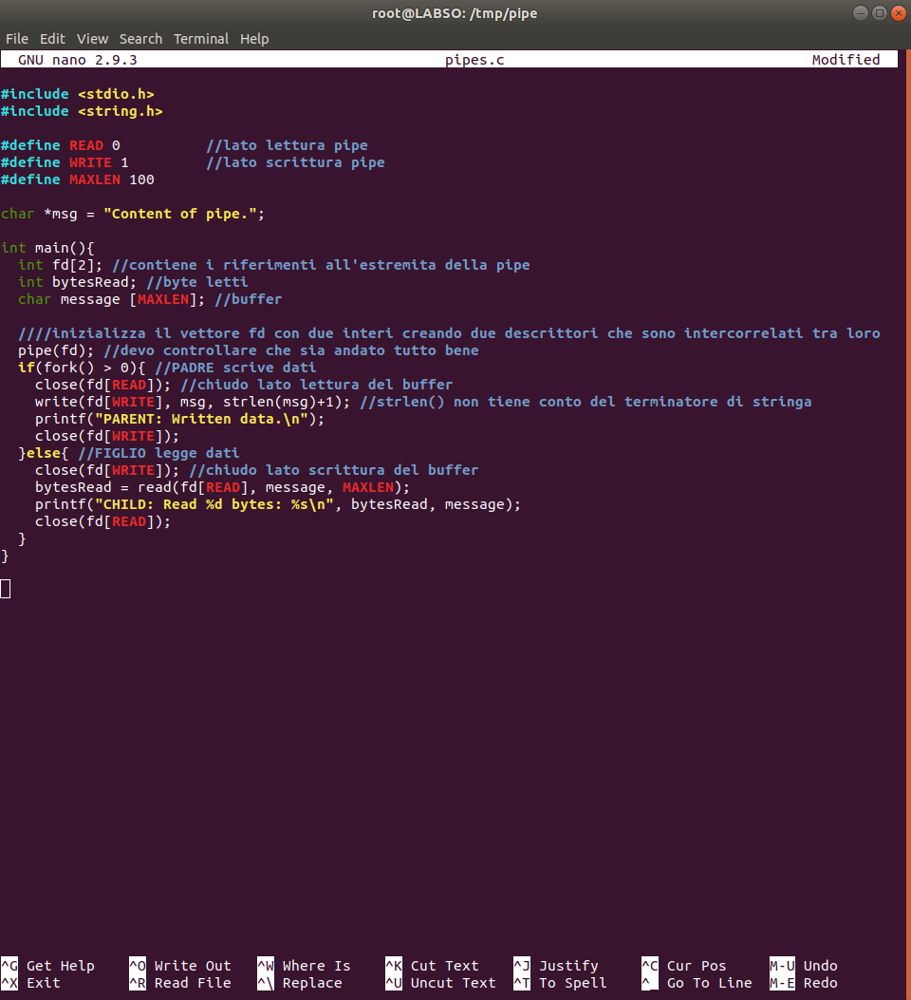 root@LABSO: /tmp/pipe
File Edit View Search Terminal Help
GNU nano 2.9.3 pipes.c Modified
#include <stdio.h>
#include <string.h>
#define READ 0 //lato lettura pipe
#define WRITE 1 //lato scrittura pipe
#define MAXLEN 100
char *msg = "Content of pipe.";
int main(){
int fd[2]; //contiene i riferimenti all'estremita della pipe
int bytesRead; //byte letti
char message [MAXLEN]; //buffer
////inizializza il vettore fd con due interi creando due descrittori che sono intercorrelati tra loro
pipe(fd); //devo controllare che sia andato tutto bene
if(fork() > 0){ //PADRE scrive dati
close(fd[READ]); //chiudo lato lettura del buffer
write(fd[WRITE], msg, strlen(msg)+1); //strlen() non tiene conto del terminatore di stringa
printf("PARENT: Written data.\n");
close(fd[WRITE]);
}else{ //FIGLIO legge dati
close(fd[WRITE]); //chiudo lato scrittura del buffer
bytesRead = read(fd[READ], message, MAXLEN);
printf("CHILD: Read %d bytes: %s\n", bytesRead, message);
close(fd[READ]);
}
}
^G Get Help ^O Write Out ^W Where Is ^K Cut Text ^J Justify ^C Cur Pos M-U Undo
^X Exit ^R Read File ^\ Replace ^U Uncut Text ^T To Spell ^_ Go To Line M-E Redo